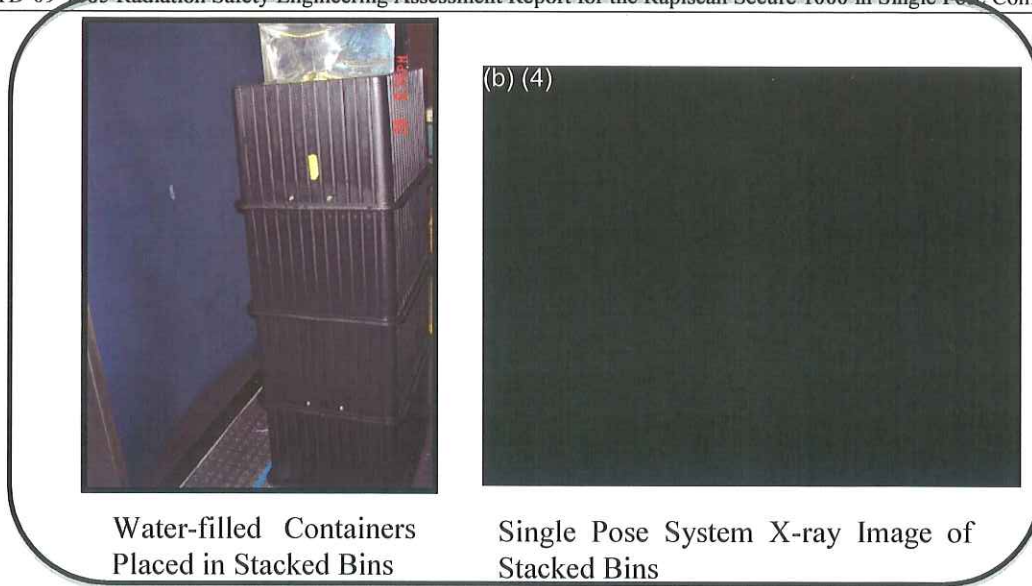 Radiation Safety Engineering Assessment Report for the Rapiscan Secure 1000 in Single Pose
(b) (4)
Water-filled Containers
Placed in Stacked Bins
Single Pose System X-ray Image of
Stacked Bins